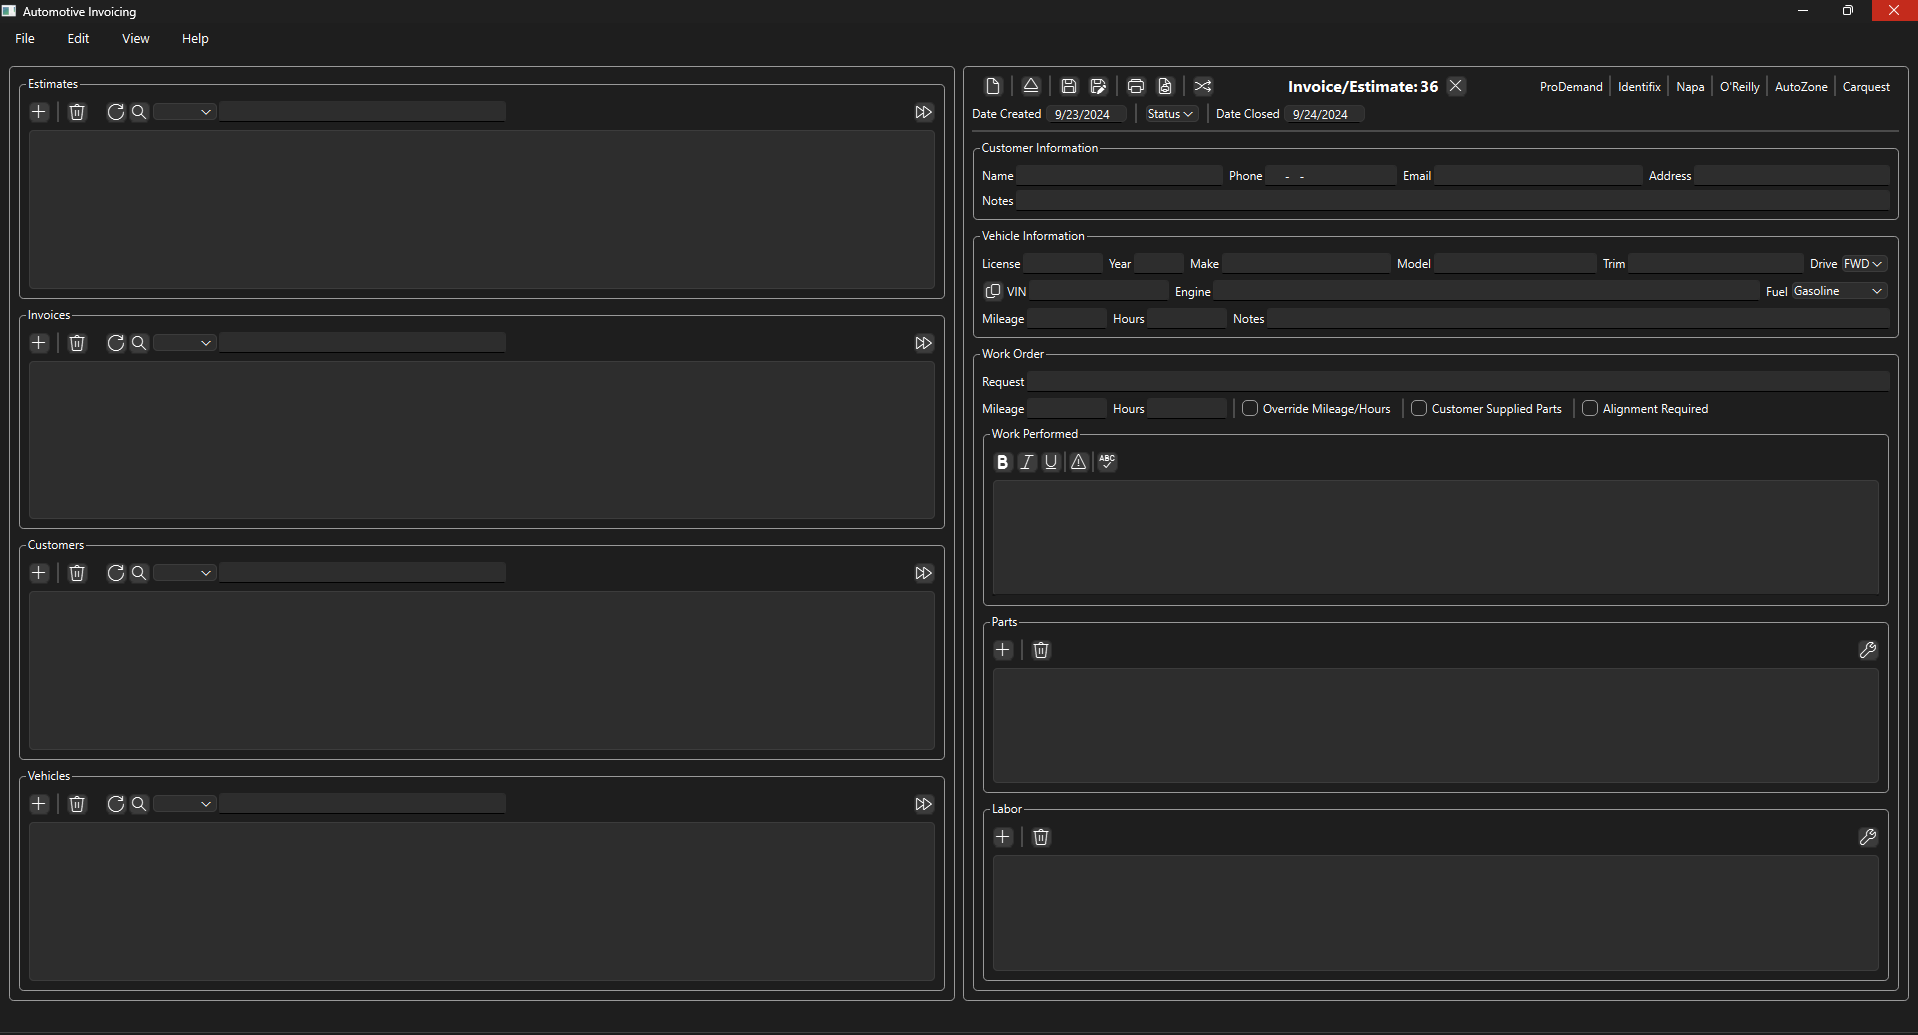 Automotive Invoicing
File Edit View Help
Estimates
Invoices
Customers
Vehicles
Invoice/Estimate: 36 ProDemand Identifix Napa O'Reilly AutoZone Carquest
Date Created 9/23/2024 Status Date Closed 9/24/2024
Customer Information
Name Phone - - Email Address
Notes
Vehicle Information
License Year Make Model Trim Drive FWD
VIN Engine Fuel Gasoline
Mileage Hours Notes
Work Order
Request
Mileage Hours Override Mileage/Hours Customer Supplied Parts Alignment Required
Work Performed
B I U ABC
Parts
Labor